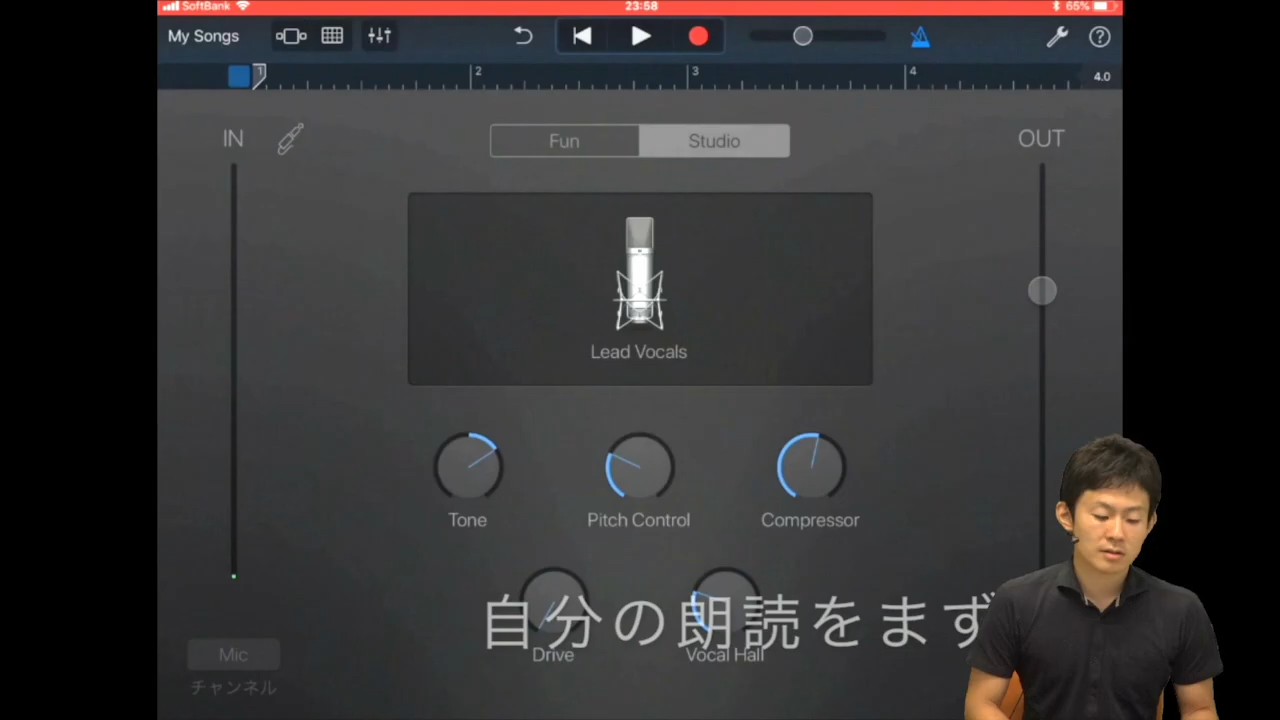 SoftBank 23:58 65%
My Songs
1 2 3 4 4.0
IN Fun Studio OUT
Lead Vocals
Tone Pitch Control Compressor
自分の朗読をまず
Drive Vocal Hall
Mic
チャンネル